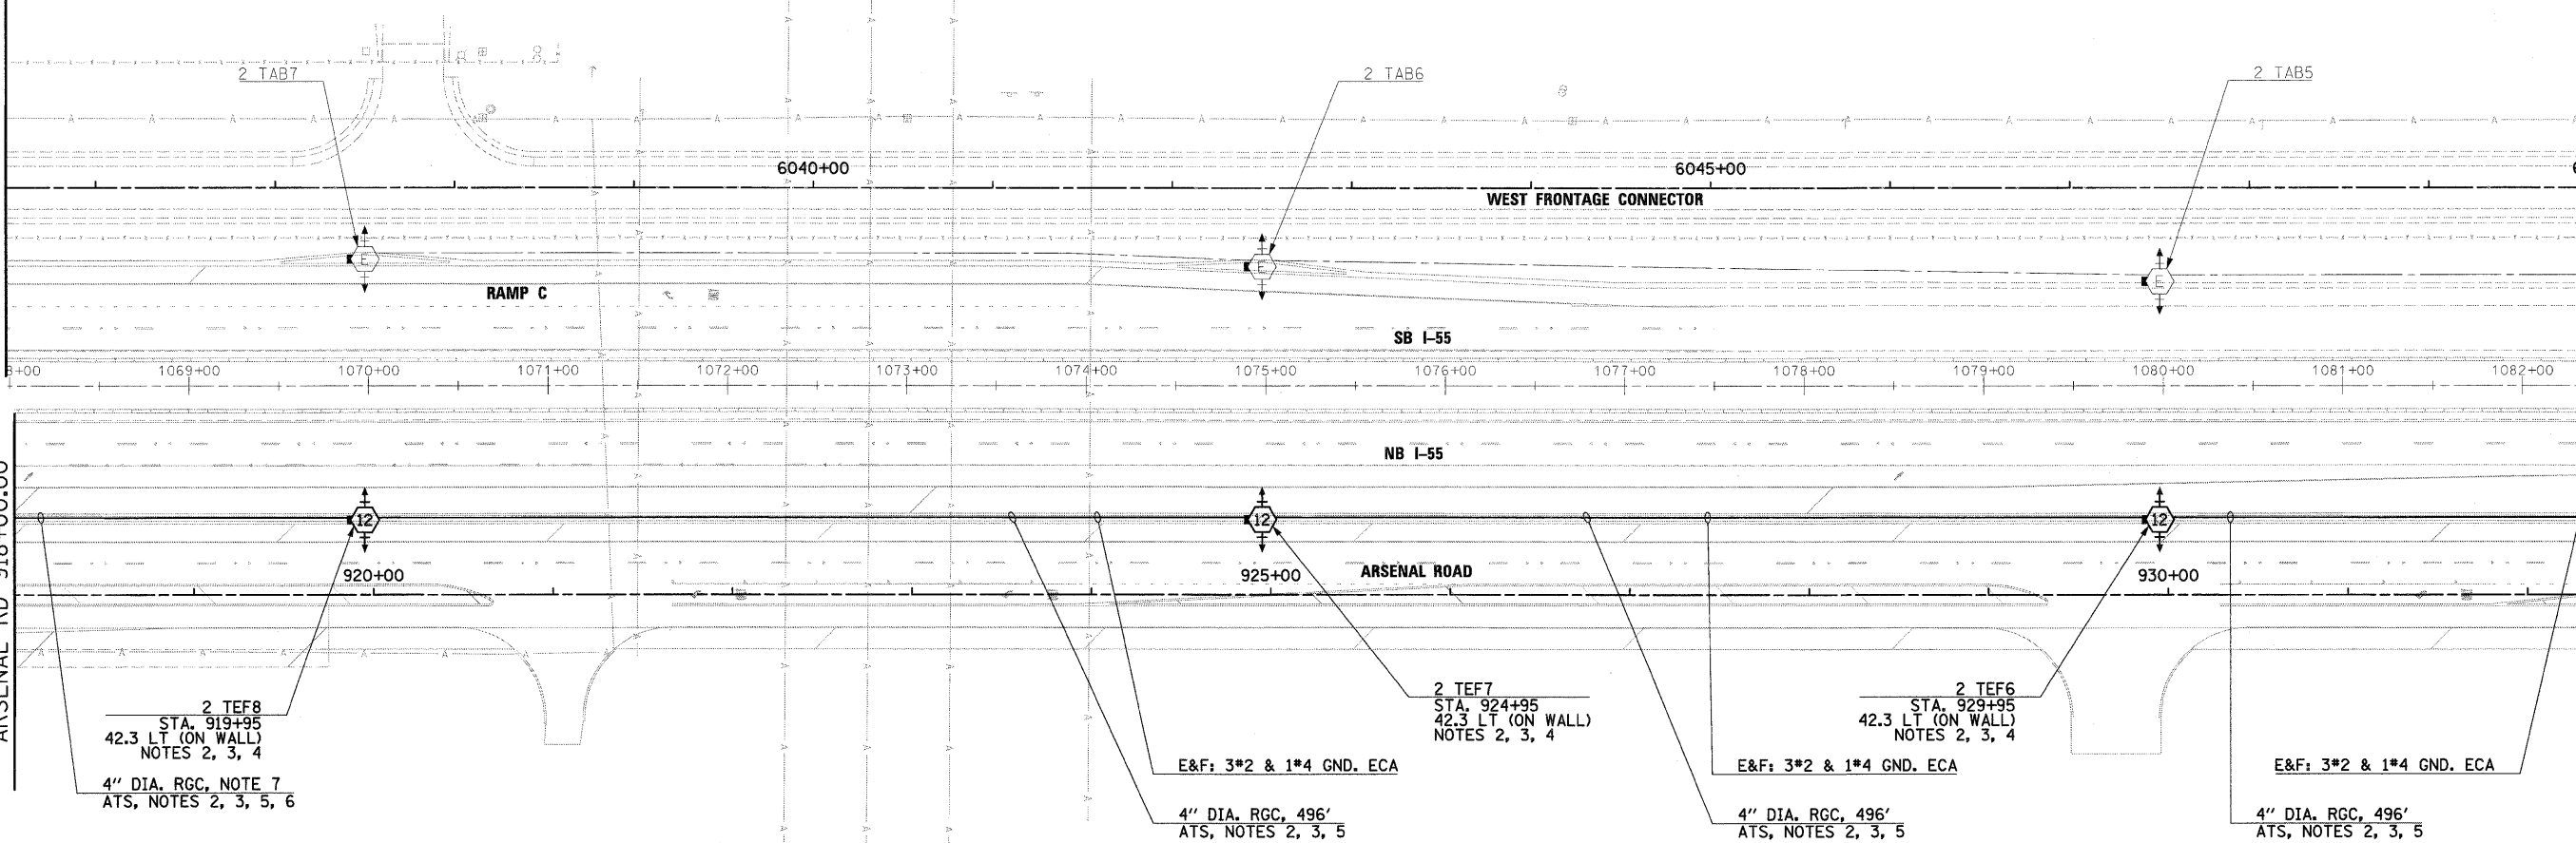 2 TAB7
2 TAB6
2 TAB5
6040+00
6045+00
WEST FRONTAGE CONNECTOR
E
E
E
RAMP C
SB I-55
8+00
1069+00
1070+00
1071+00
1072+00
1073+00
1074+00
1075+00
1076+00
1077+00
1078+00
1079+00
1080+00
1081+00
1082+00
NB I-55
12
12
12
920+00
925+00
ARSENAL ROAD
930+00
ARSENAL RD 918+000.00
2 TEF8
STA. 919+95
42.3 LT (ON WALL)
NOTES 2, 3, 4
4" DIA. RGC, NOTE 7
ATS, NOTES 2, 3, 5, 6
2 TEF7
STA. 924+95
42.3 LT (ON WALL)
NOTES 2, 3, 4
2 TEF6
STA. 929+95
42.3 LT (ON WALL)
NOTES 2, 3, 4
E&F: 3#2 & 1#4 GND. ECA
4" DIA. RGC, 496'
ATS, NOTES 2, 3, 5
E&F: 3#2 & 1#4 GND. ECA
4" DIA. RGC, 496'
ATS, NOTES 2, 3, 5
E&F: 3#2 & 1#4 GND. ECA
4" DIA. RGC, 496'
ATS, NOTES 2, 3, 5